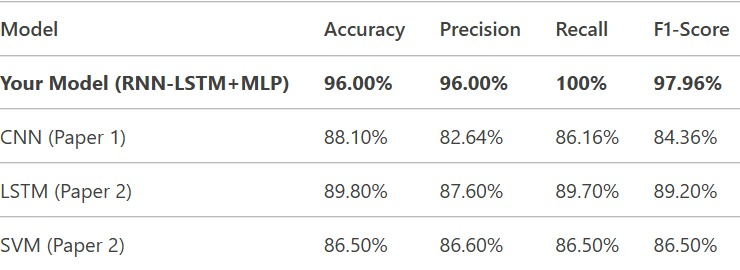 Model Accuracy Precision Recall F1-Score
Your Model (RNN-LSTM+MLP) 96.00% 96.00% 100% 97.96%
CNN (Paper 1) 88.10% 82.64% 86.16% 84.36%
LSTM (Paper 2) 89.80% 87.60% 89.70% 89.20%
SVM (Paper 2) 86.50% 86.60% 86.50% 86.50%